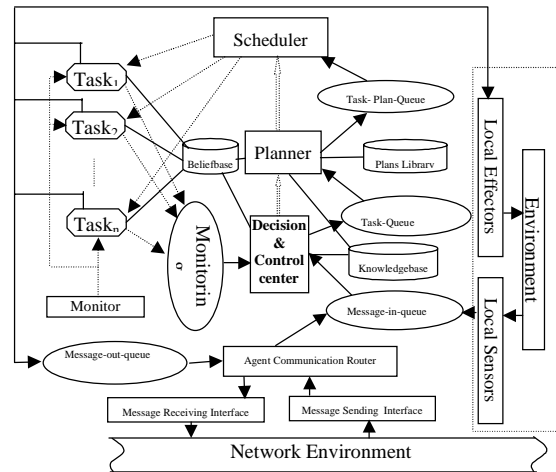 Scheduler
Task1
Task2
Taskn
Task- Plan-Queue
Beliefbase
Planner
Plans Library
Local Effectors
Environment
Task-Queue
Decision &
Control
center
Monitorin
g
Knowledgebase
Monitor
Message-in-queue
Local Sensors
Message-out-queue
Agent Communication Router
Message Receiving Interface
Message Sending Interface
Network Environment